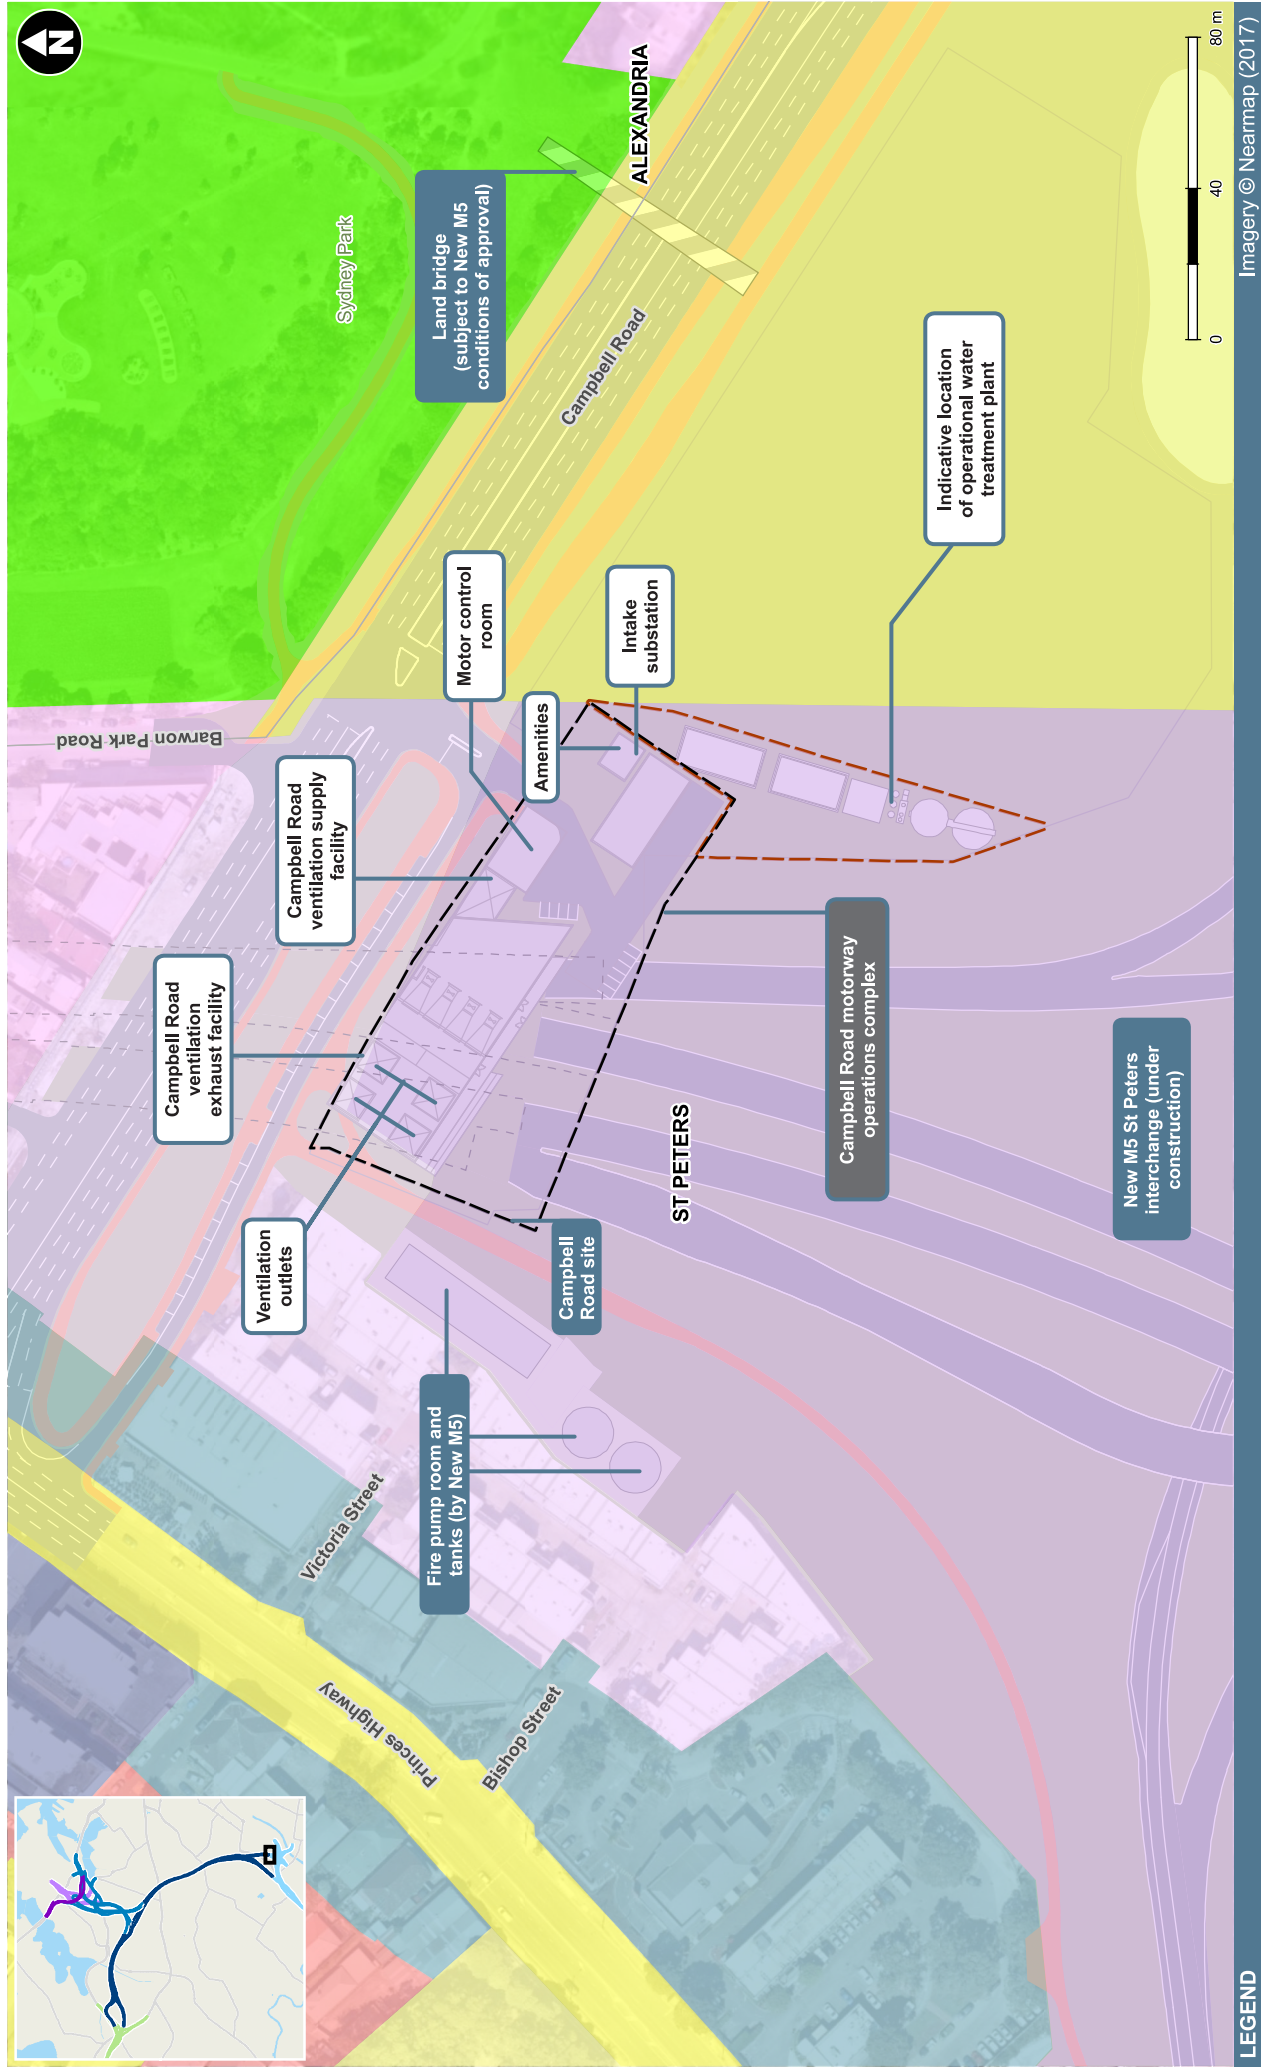 N
Sydney Park
ALEXANDRIA
Land bridge
(subject to New M5
conditions of approval)
Campbell Road
Barwon Park Road
Motor control
room
Intake
substation
Amenities
Indicative location
of operational water
treatment plant
Campbell Road
ventilation supply
facility
Campbell Road
ventilation
exhaust facility
Ventilation
outlets
Campbell
Road site
ST PETERS
Campbell Road motorway
operations complex
New M5 St Peters
interchange (under
construction)
Fire pump room and
tanks (by New M5)
Victoria Street
Princes Highway
Bishop Street
0
40
80 m
LEGEND
Imagery © Nearmap (2017)